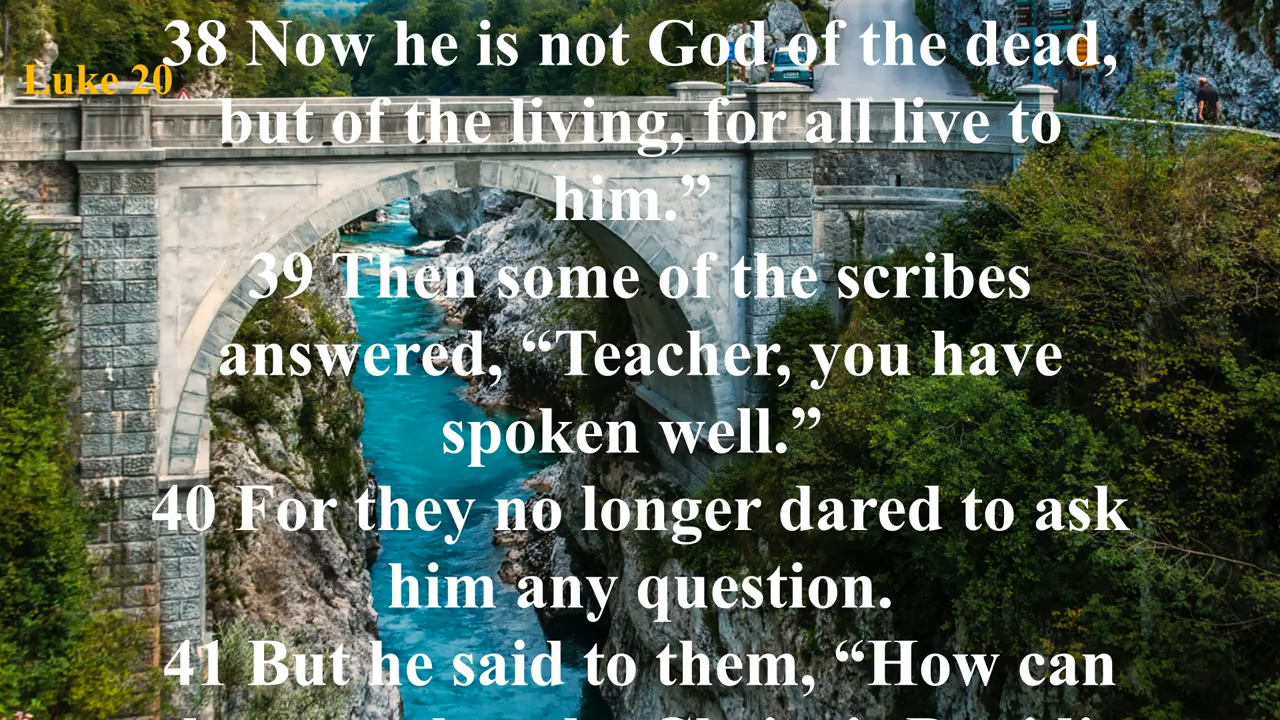 Luke 20
38 Now he is not God of the dead,
but of the living, for all live to
him.”
39 Then some of the scribes
answered, “Teacher, you have
spoken well.”
40 For they no longer dared to ask
him any question.
41 But he said to them, “How can